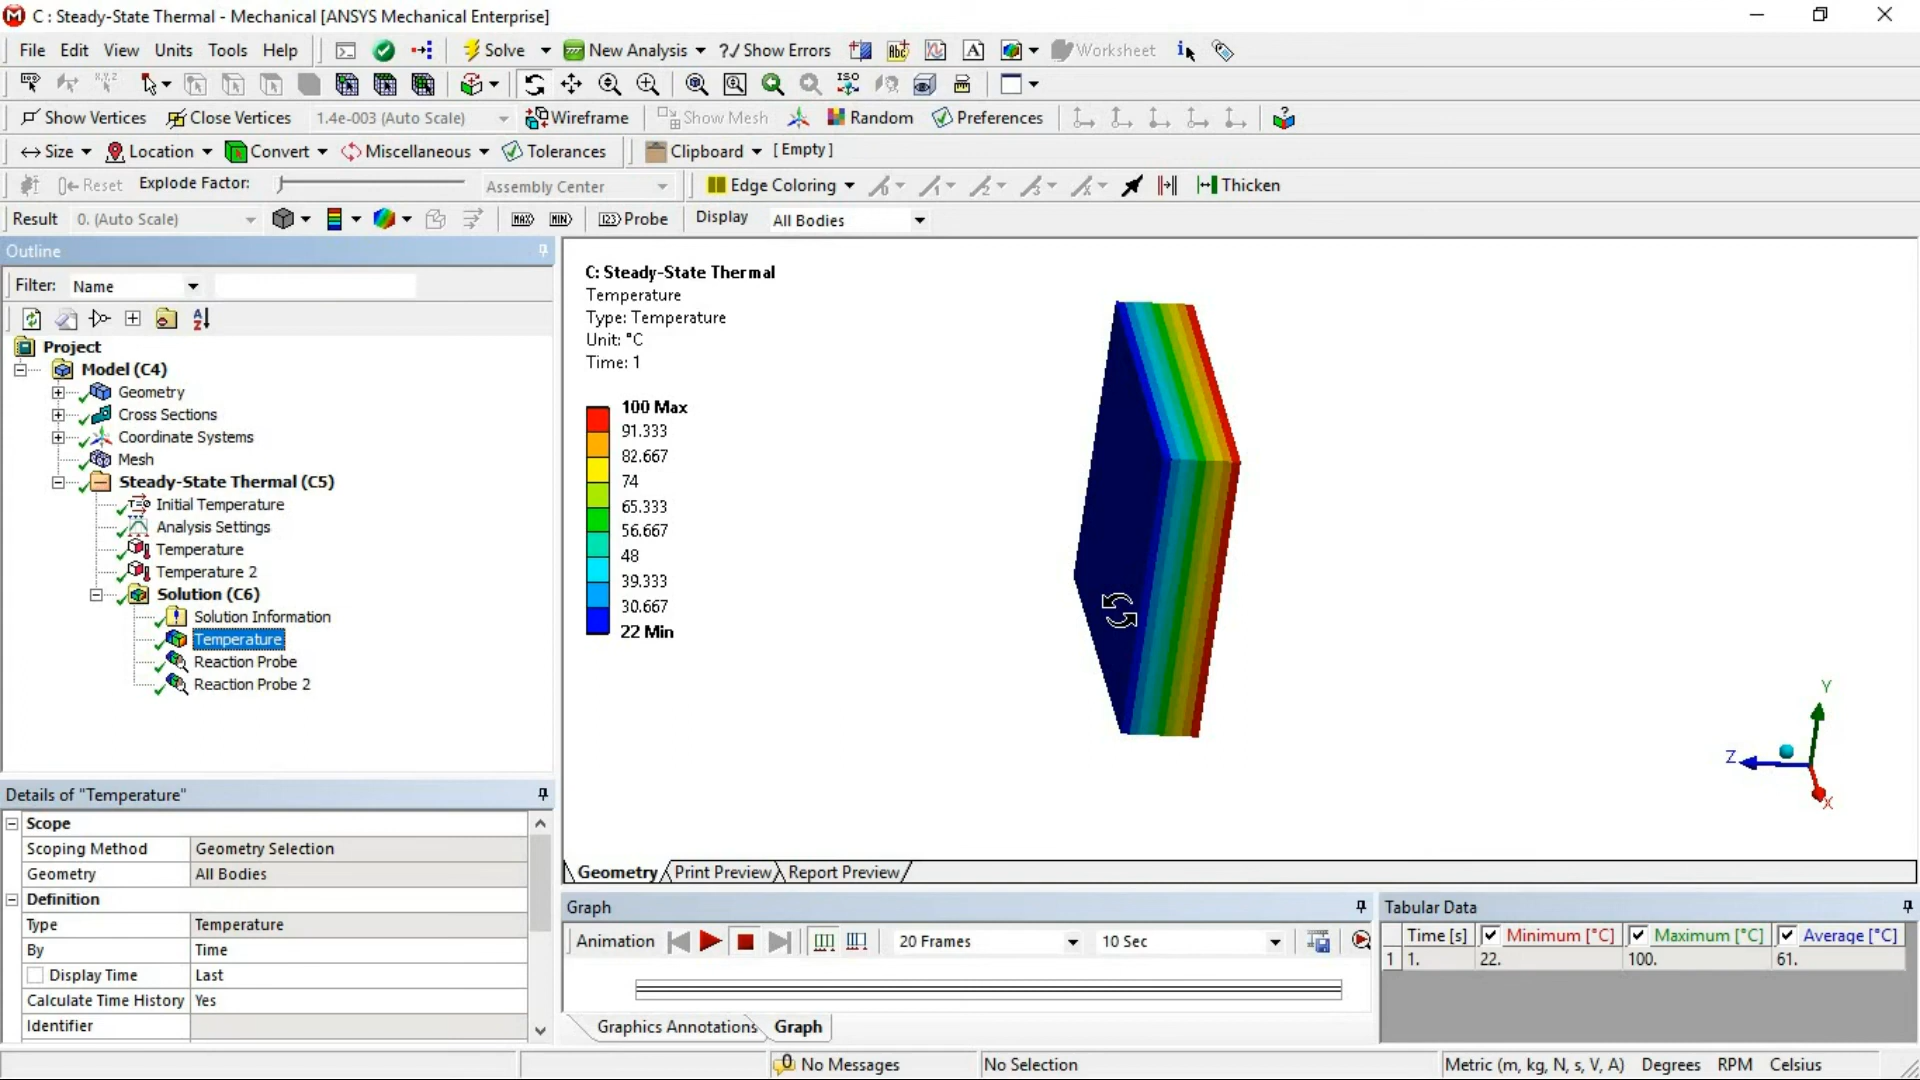 C : Steady-State Thermal - Mechanical [ANSYS Mechanical Enterprise]
File Edit View Units Tools Help Solve New Analysis ?/ Show Errors Abc A Worksheet i
ISO
Show Vertices Close Vertices 1.4e-003 (Auto Scale) Wireframe Show Mesh Random Preferences
Size Location Convert Miscellaneous Tolerances Clipboard [ Empty ]
Reset Explode Factor: Assembly Center Edge Coloring Thicken
Result 0. (Auto Scale) MAX MIN 123 Probe Display All Bodies
Outline
Filter: Name
Project
Model (C4)
Geometry
Cross Sections
Coordinate Systems
Mesh
Steady-State Thermal (C5)
Initial Temperature
Analysis Settings
Temperature
Temperature 2
Solution (C6)
Solution Information
Temperature
Reaction Probe
Reaction Probe 2
C: Steady-State Thermal
Temperature
Type: Temperature
Unit: °C
Time: 1
100 Max
91.333
82.667
74
65.333
56.667
48
39.333
30.667
22 Min
Y
Z
X
Details of "Temperature"
Scope
Scoping Method Geometry Selection
Geometry All Bodies
Definition
Type Temperature
By Time
Display Time Last
Calculate Time History Yes
Identifier
Geometry Print Preview Report Preview
Graph
Animation 20 Frames 10 Sec
Graphics Annotations Graph
Tabular Data
Time [s] Minimum [°C] Maximum [°C] Average [°C]
1 1. 22. 100. 61.
No Messages No Selection Metric (m, kg, N, s, V, A) Degrees RPM Celsius